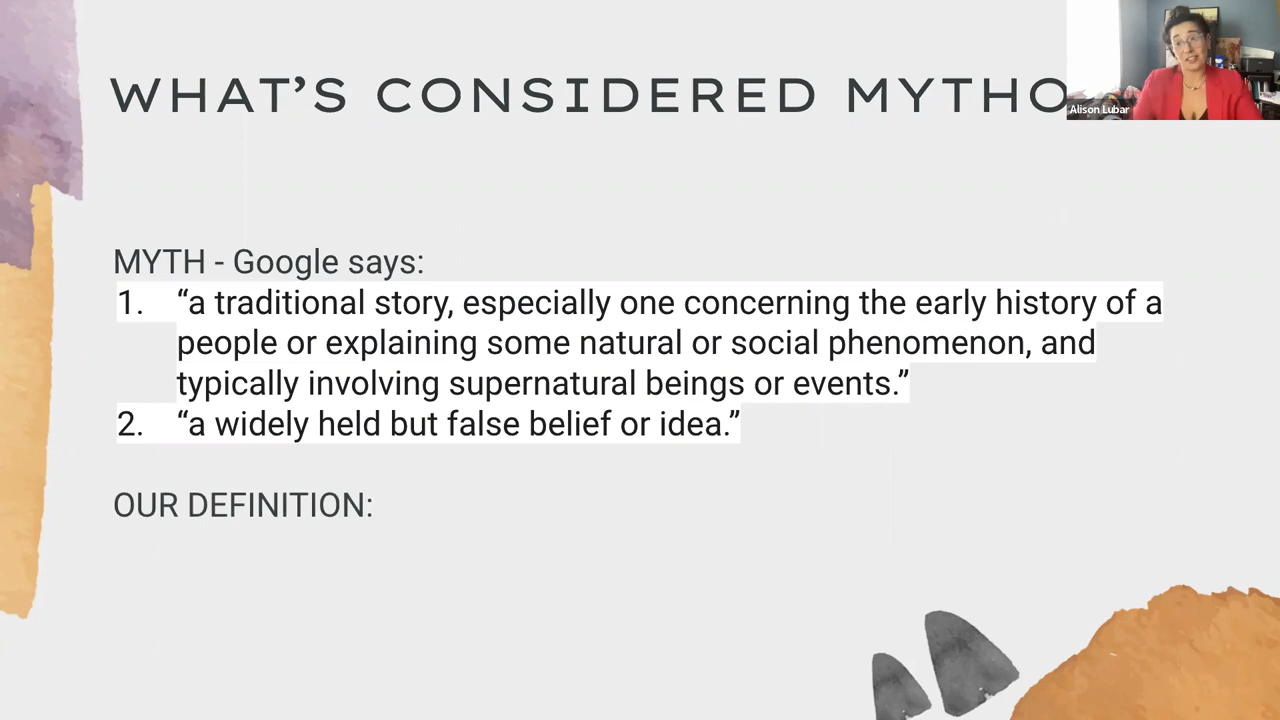 WHAT'S CONSIDERED MYTHO
Alison Lubar
MYTH - Google says:
1. “a traditional story, especially one concerning the early history of a
people or explaining some natural or social phenomenon, and
typically involving supernatural beings or events.”
2. “a widely held but false belief or idea.”
OUR DEFINITION: